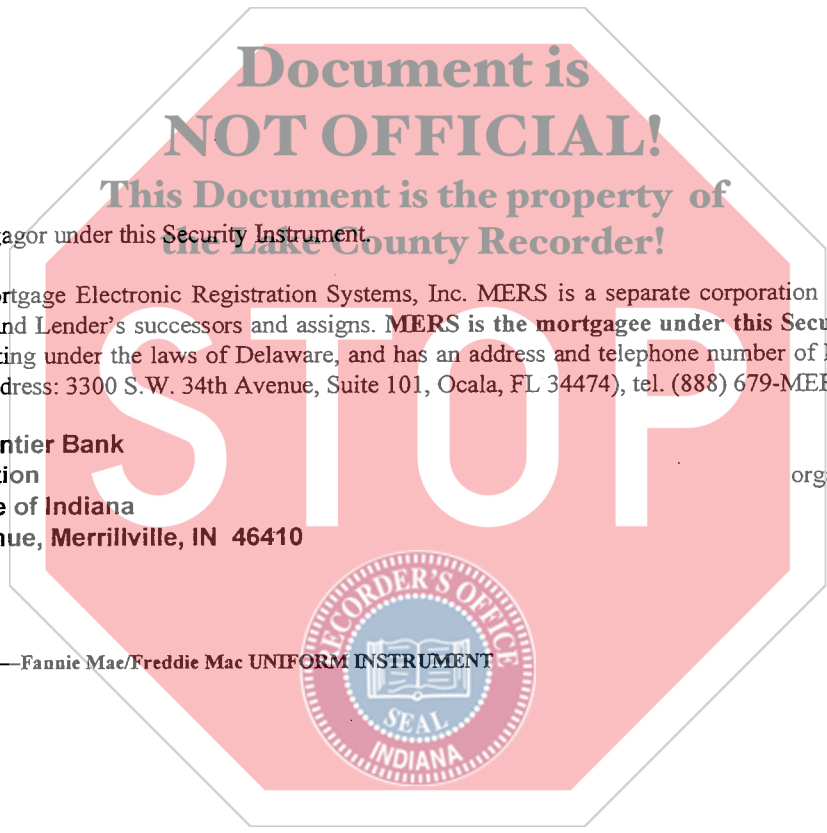 Document is
NOT OFFICIAL!
This Document is the property of
the Lake County Recorder!
agor under this Security Instrument.
rtgage Electronic Registration Systems, Inc. MERS is a separate corporation
nd Lender's successors and assigns. MERS is the mortgagee under this Secu
ting under the laws of Delaware, and has an address and telephone number of
dress: 3300 S.W. 34th Avenue, Suite 101, Ocala, FL 34474), tel. (888) 679-MER
STOP
ntier Bank
tion orga
e of Indiana
nue, Merrillville, IN 46410
—Fannie Mae/Freddie Mac UNIFORM INSTRUMENT
RECORDER'S OFFICE
SEAL
INDIANA